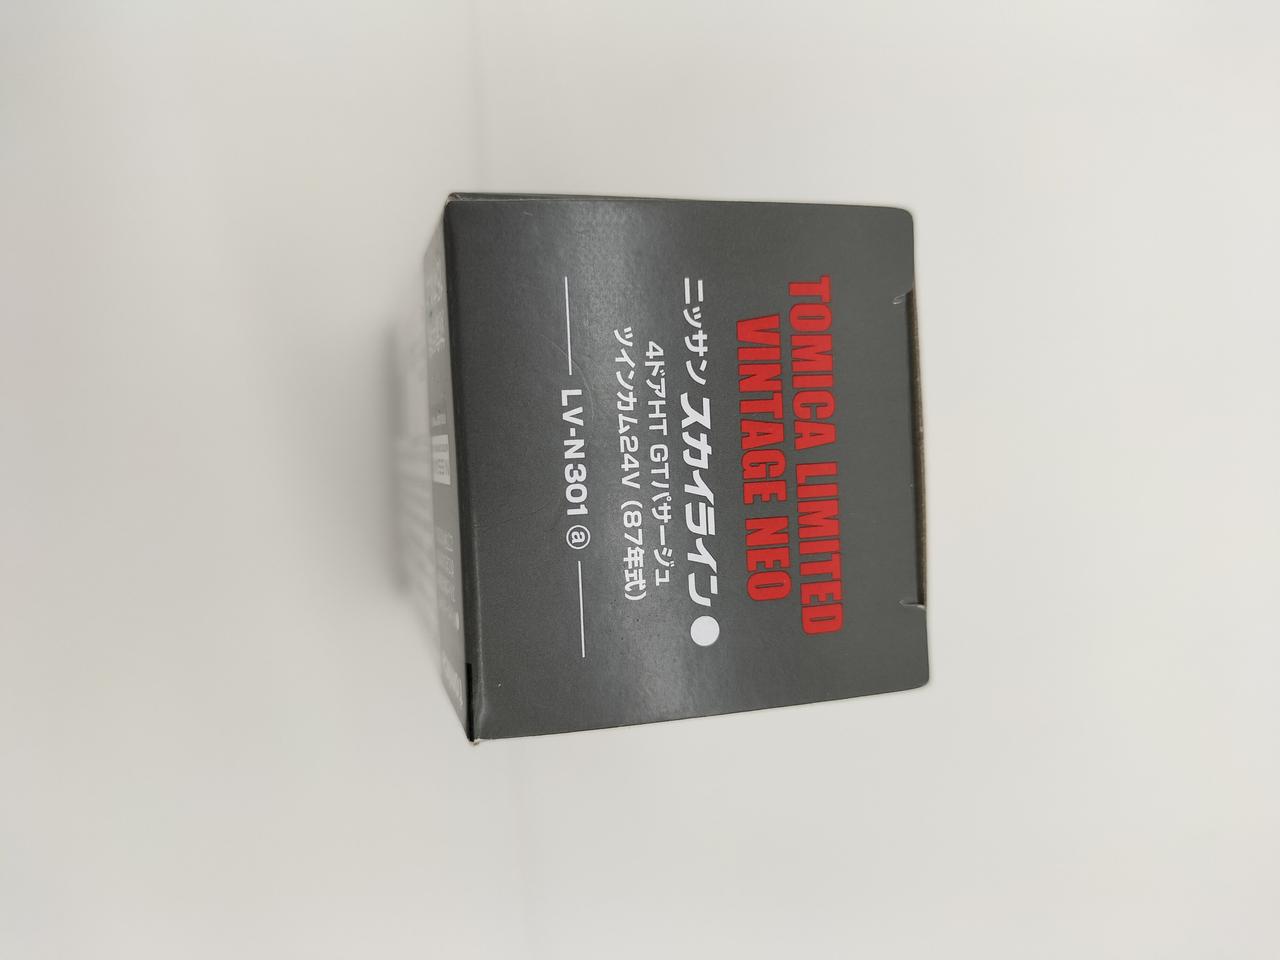 TOMICA LIMITED
VINTAGE NEO
ニッサン スカイライン
4ドアHT GTパサージュ
ツインカム24V（87年式）
LV-N301 ⓐ